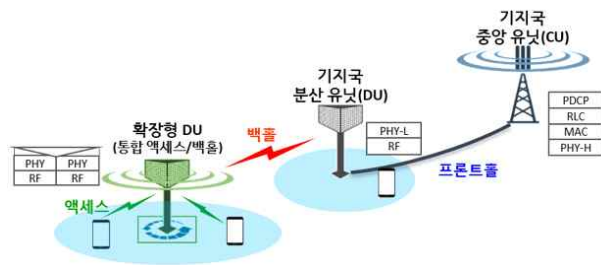 기지국
중앙 유닛(CU)
PDCP
RLC
MAC
PHY-H
기지국
분산 유닛(DU)
PHY-L
RF
프론트홀
백홀
확장형 DU
(통합 액세스/백홀)
PHY PHY
RF RF
액세스